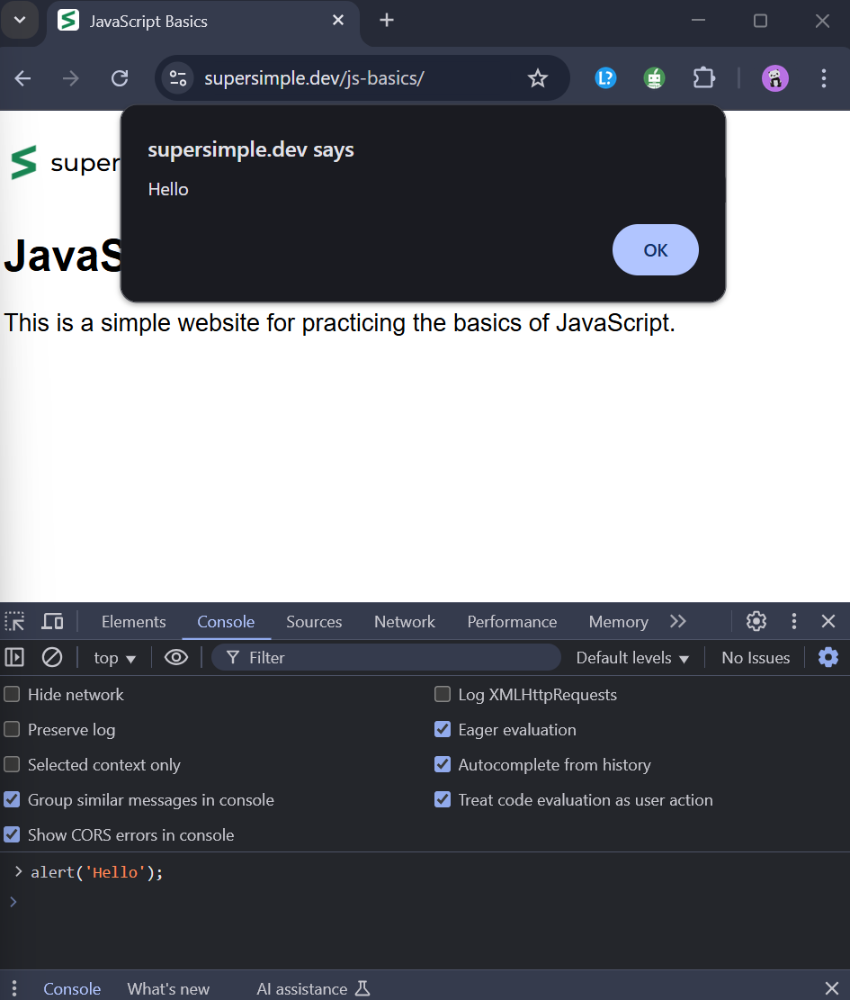 JavaScript Basics
supersimple.dev/js-basics/
L?
supersimple.dev says
Hello
OK
super
JavaS
This is a simple website for practicing the basics of JavaScript.
Elements Console Sources Network Performance Memory
top Filter Default levels No Issues
Hide network Log XMLHttpRequests
Preserve log Eager evaluation
Selected context only Autocomplete from history
Group similar messages in console Treat code evaluation as user action
Show CORS errors in console
> alert('Hello');
>
Console What's new AI assistance